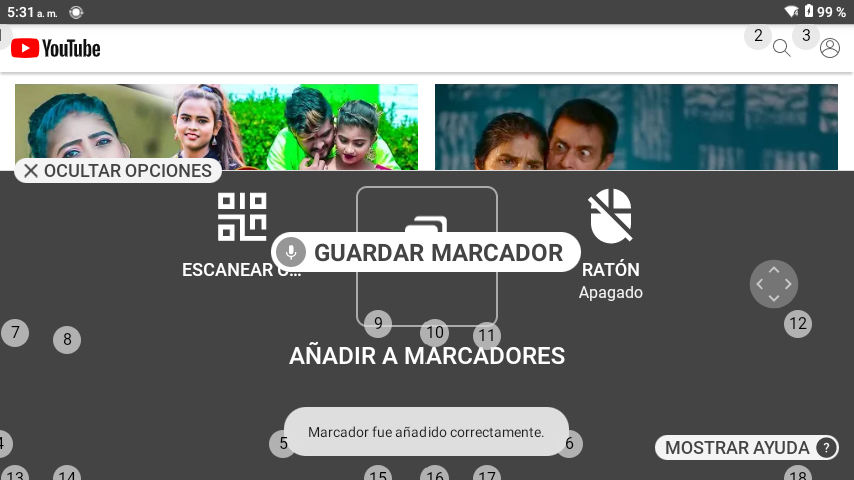 5:31 a. m.
99 %
2
3
YouTube
OCULTAR OPCIONES
GUARDAR MARCADOR
ESCANEAR
RATÓN
Apagado
7
8
9
10
11
12
AÑADIR A MARCADORES
5
Marcador fue añadido correctamente.
6
MOSTRAR AYUDA ?
13
14
15
16
17
18